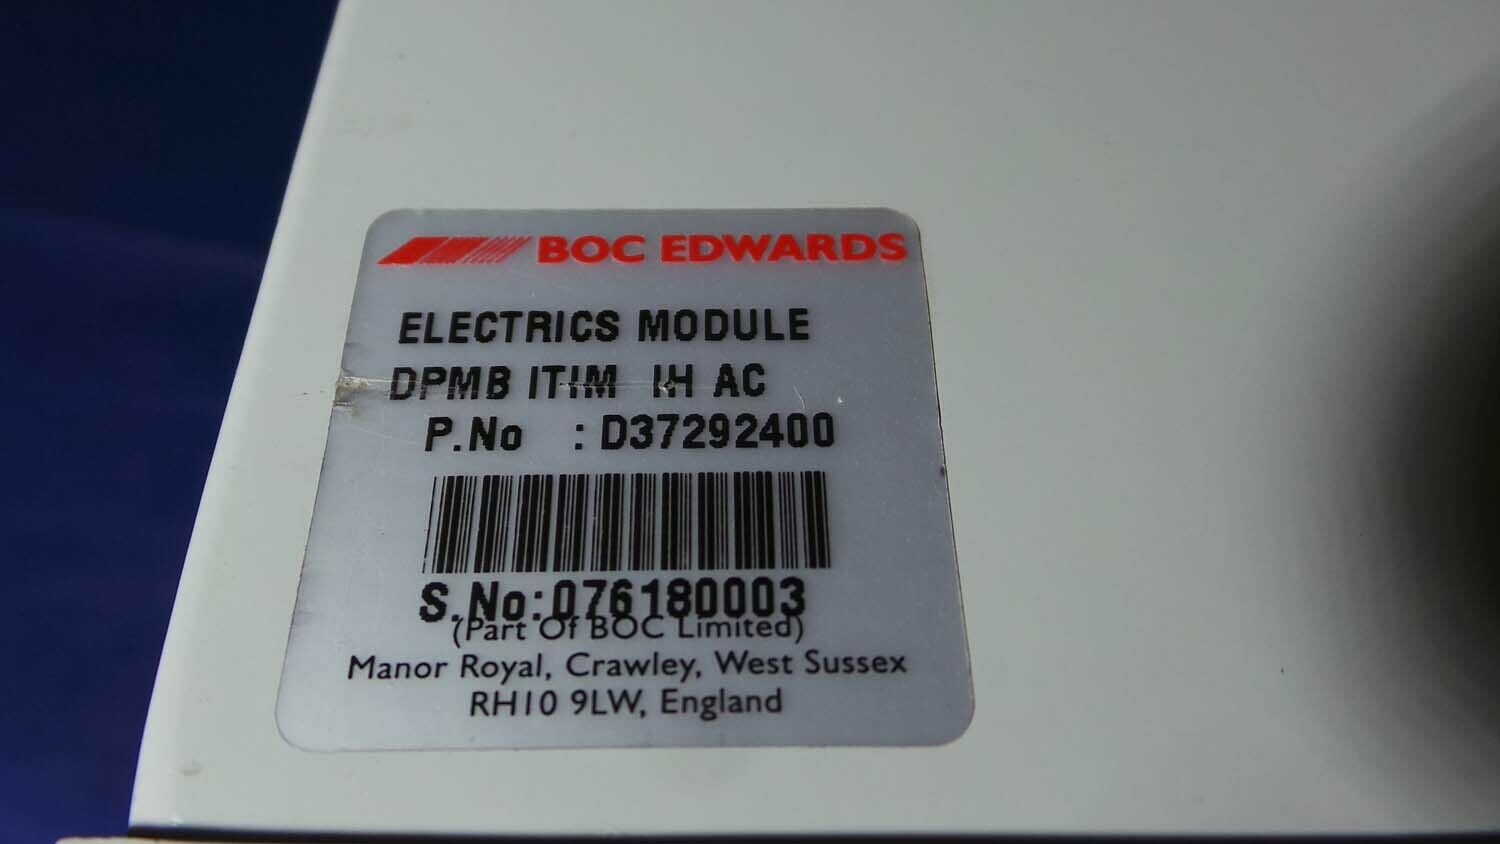 BOC EDWARDS
ELECTRICS MODULE
DPMB ITIM IH AC
P.No : D37292400
S.No:076180003
(Part Of BOC Limited)
Manor Royal, Crawley, West Sussex
RH10 9LW, England